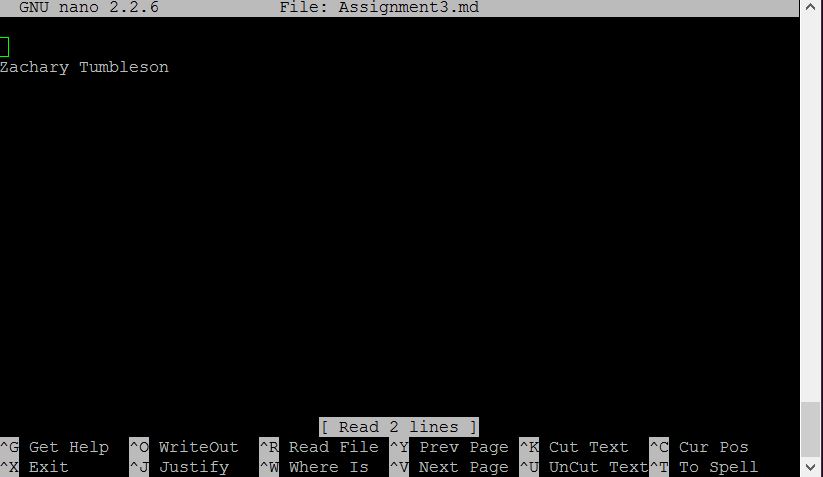 GNU nano 2.2.6 File: Assignment3.md
Zachary Tumbleson
[ Read 2 lines ]
^G Get Help ^O WriteOut ^R Read File ^Y Prev Page ^K Cut Text ^C Cur Pos
^X Exit ^J Justify ^W Where Is ^V Next Page ^U UnCut Text ^T To Spell